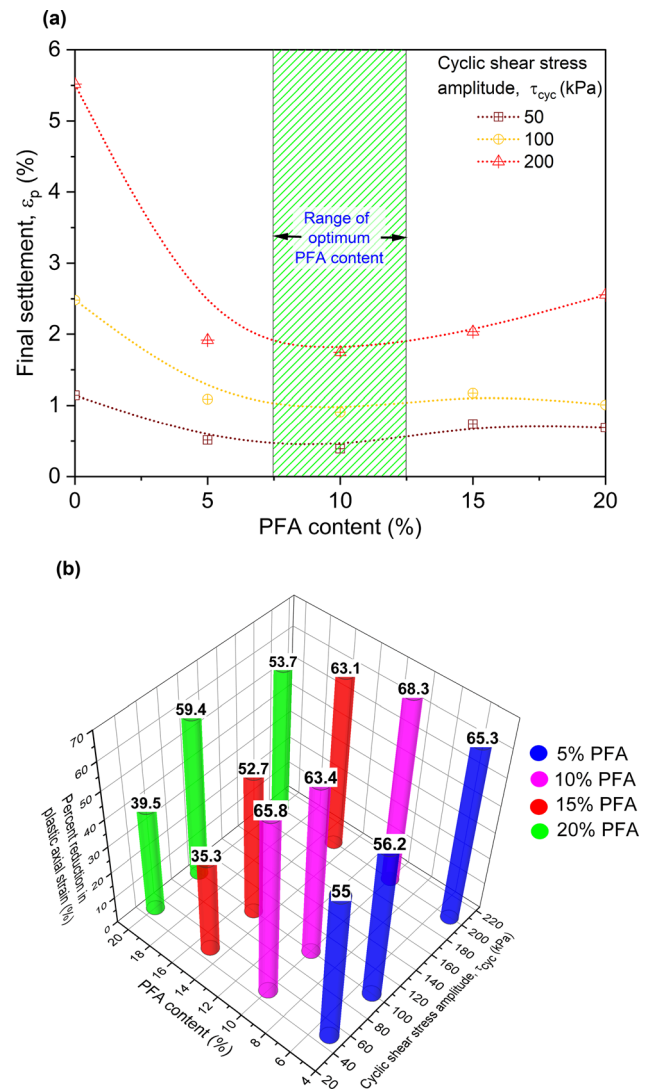 (a)
6
5
4
3
2
1
0
Final settlement, εp (%)
Cyclic shear stress
amplitude, τcyc (kPa)
50
100
200
Range of
optimum
PFA content
0 5 10 15 20
PFA content (%)
(b)
53.7
63.1
59.4
68.3
65.3
52.7
63.4
39.5
65.8
35.3
56.2
55
5% PFA
10% PFA
15% PFA
20% PFA
70
60
50
40
30
20
10
0
Percent reduction in
plastic axial strain (%)
20 18 16 14 12 10 8 6 4
PFA content (%)
20 40 60 80 100 120 140 160 180 200 220
Cyclic shear stress amplitude, τcyc (kPa)